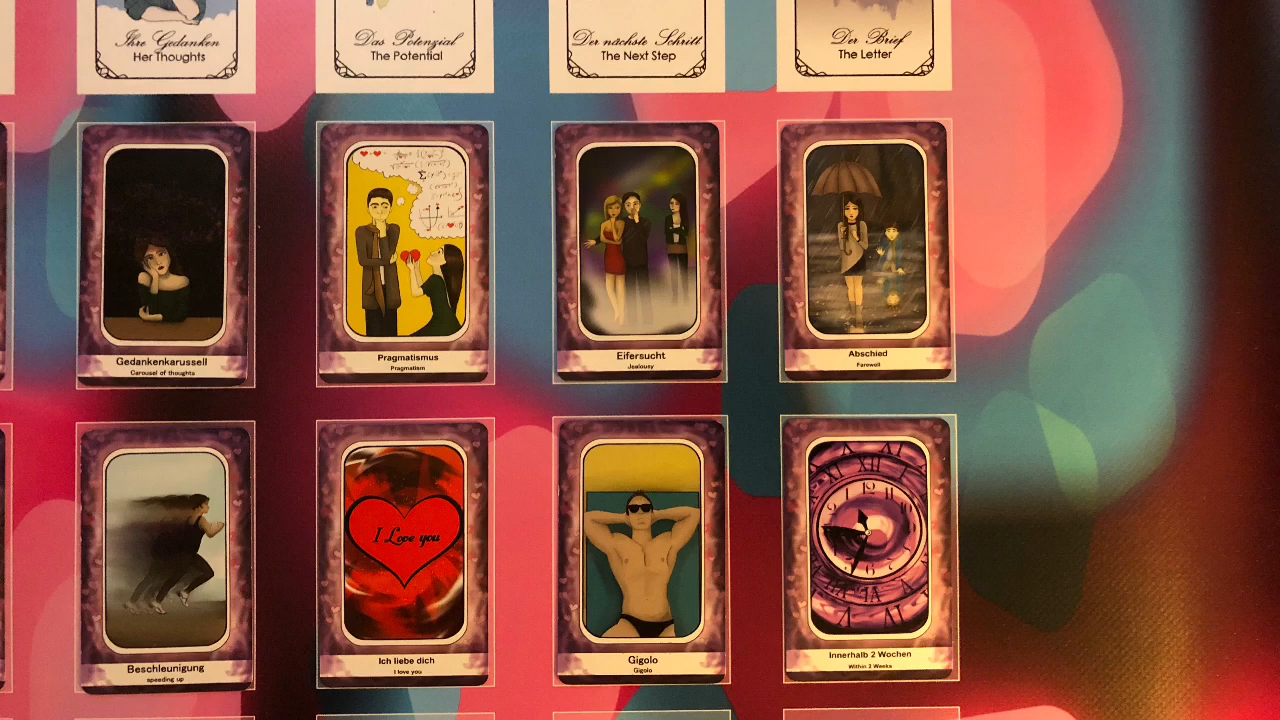 Ihre Gedanken
Her Thoughts
Das Potenzial
The Potential
Der nächste Schritt
The Next Step
Der Brief
The Letter
Gedankenkarussell
Carousel of thoughts
Pragmatismus
Pragmatism
Eifersucht
Jealousy
Abschied
Farewell
Beschleunigung
speeding up
I Love you
Ich liebe dich
I love you
Gigolo
Gigolo
Innerhalb 2 Wochen
Within 2 Weeks